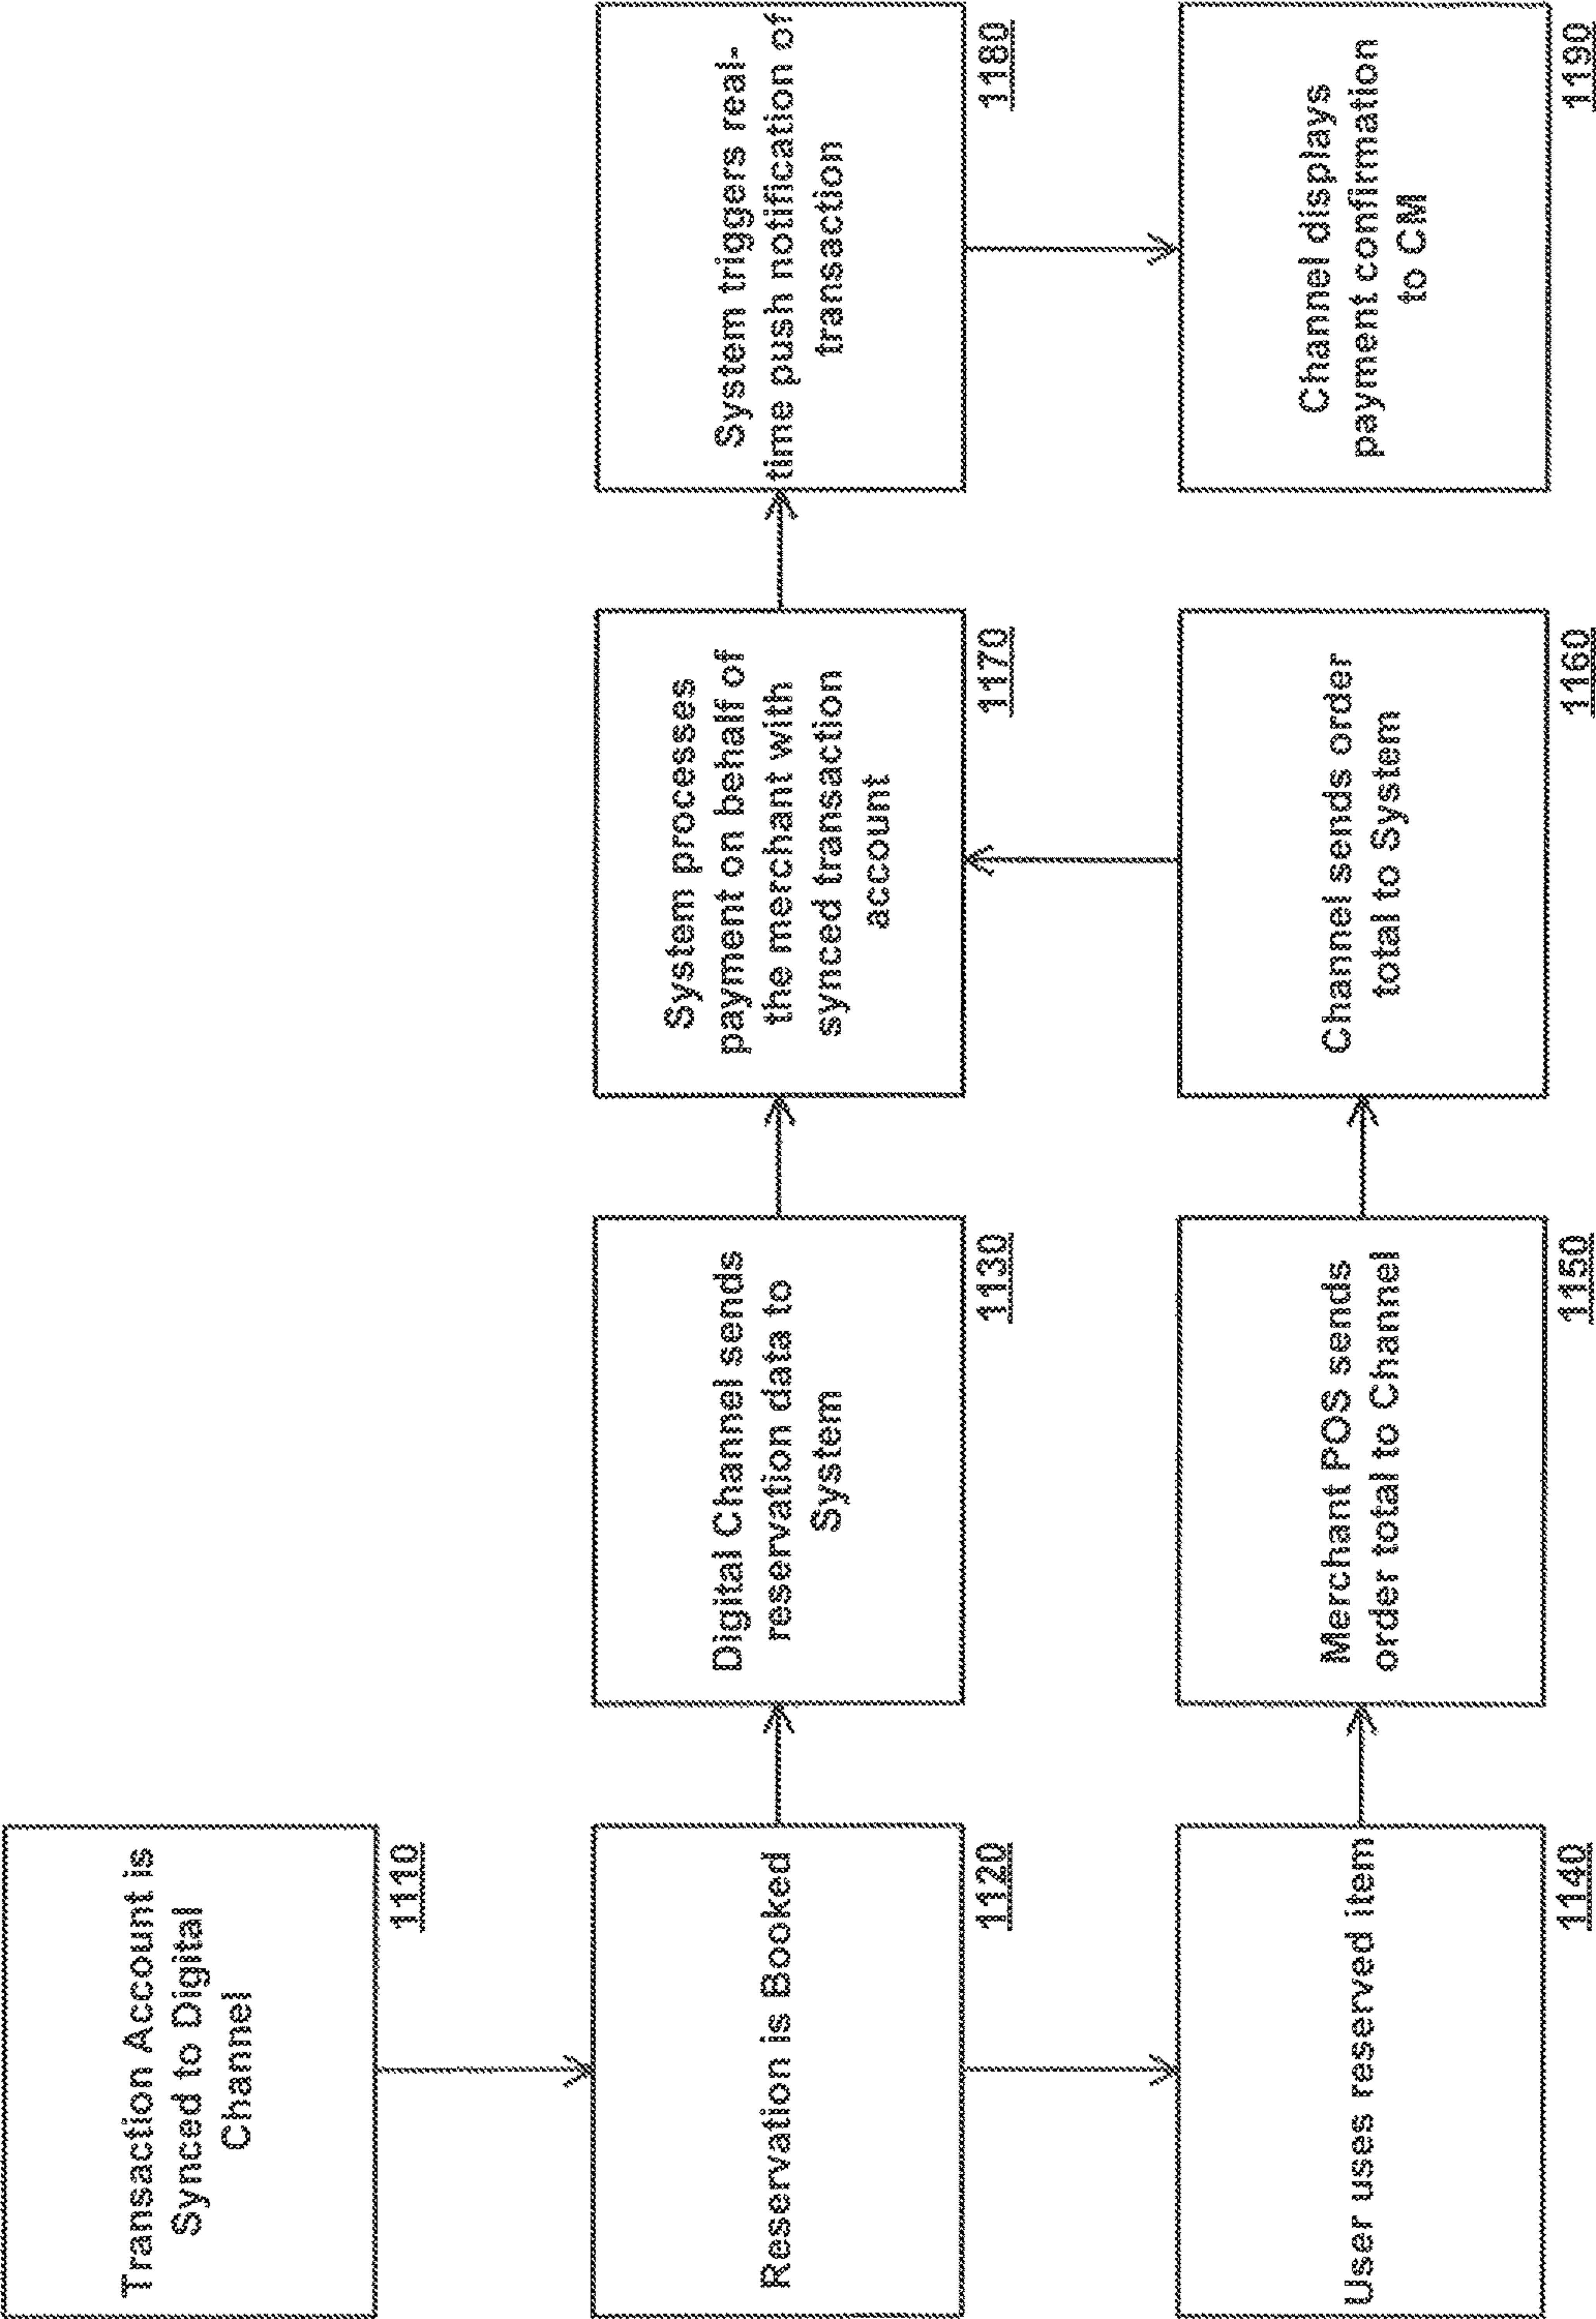 Transaction Account is
Synced to Digital
Channel
1110
Reservation is Booked
1120
Digital Channel sends
reservation data to
System
1130
System processes
payment on behalf of
the merchant with
synced transaction
account
1170
System triggers real-
time push notification of
transaction
1180
User uses reserved item
1140
Merchant POS sends
order total to Channel
1150
Channel sends order
total to System
1160
Channel displays
payment confirmation
to CM
1190